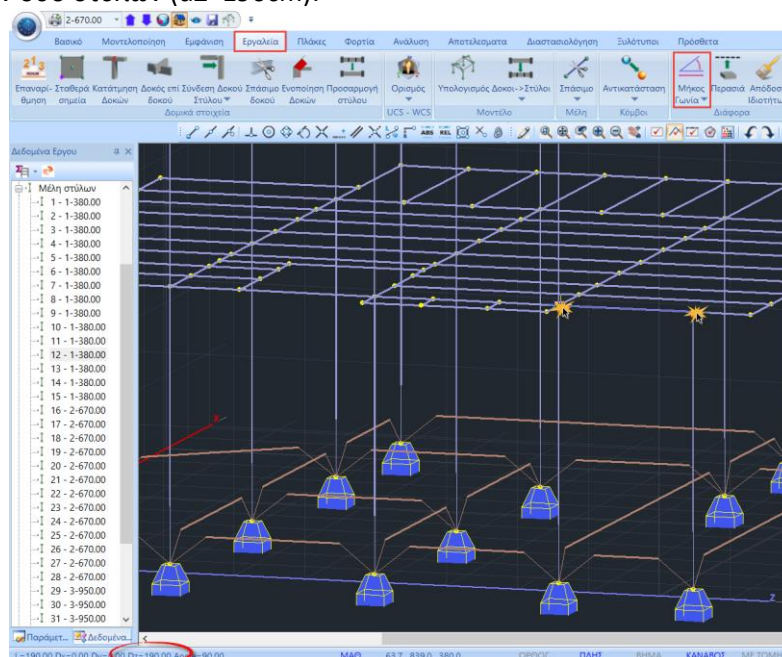 2-670.00
Βασικό Μοντελοποίηση Εμφάνιση Εργαλεία Πλάκες Φορτία Ανάλυση Αποτελεσματα Διαστασιολόγηση Ξυλότυποι Πρόσθετα
Επαναρί- Σταθερά Κατάτμηση Δοκός επί Σύνδεση Δοκού Σπάσιμο Ενοποίηση Προσαρμογή Ορισμός Υπολογισμός Δοκοι->Στύλοι Σπάσιμο Αντικατάσταση Μήκος Περασιά Απόδοσ
θμηση σημεία Δοκών δοκού Στύλου δοκού Δοκών στύλου Γωνία Ιδιοτήτω
Δομικά στοιχεία UCS - WCS Μοντέλο Μέλη Κόμβοι Διάφορα
ABS REL
Δεδομένα Εργου
Μέλη στύλων
1 - 1-380.00
2 - 1-380.00
3 - 1-380.00
4 - 1-380.00
5 - 1-380.00
6 - 1-380.00
7 - 1-380.00
8 - 1-380.00
9 - 1-380.00
10 - 1-380.00
11 - 1-380.00
12 - 1-380.00
13 - 1-380.00
14 - 1-380.00
15 - 1-380.00
16 - 2-670.00
17 - 2-670.00
18 - 2-670.00
19 - 2-670.00
20 - 2-670.00
21 - 2-670.00
22 - 2-670.00
23 - 2-670.00
24 - 2-670.00
25 - 2-670.00
26 - 2-670.00
27 - 2-670.00
28 - 2-670.00
29 - 3-950.00
30 - 3-950.00
31 - 3-950.00
x
z
Παράμετ... Δεδομένα...
ΜΑΘ 63.7 839.0 380.0 ΟΡΘΟΣ ΠΛΗΣ ΒΗΜΑ ΚΑΝΑΒΟΣ